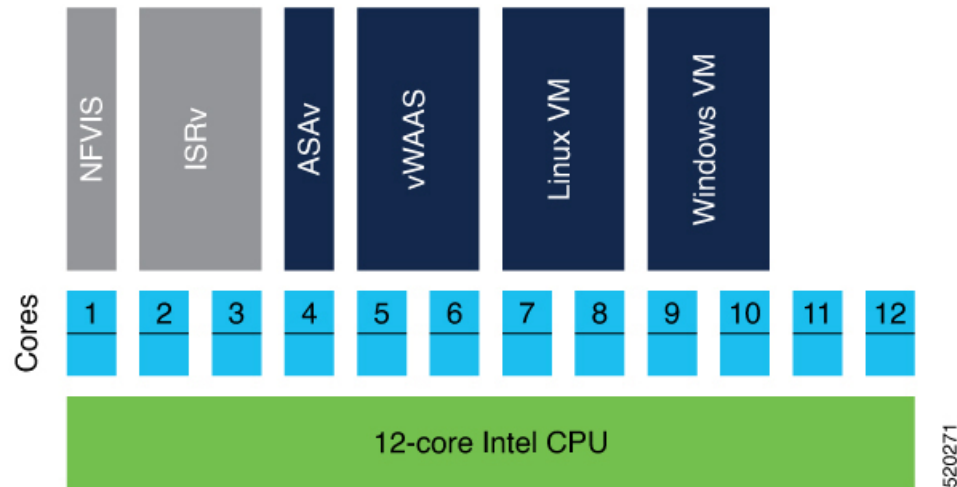 NFVIS
ISRv
ASAv
vWAAS
Linux VM
Windows VM
Cores
1 2 3 4 5 6 7 8 9 10 11 12
12-core Intel CPU
520271